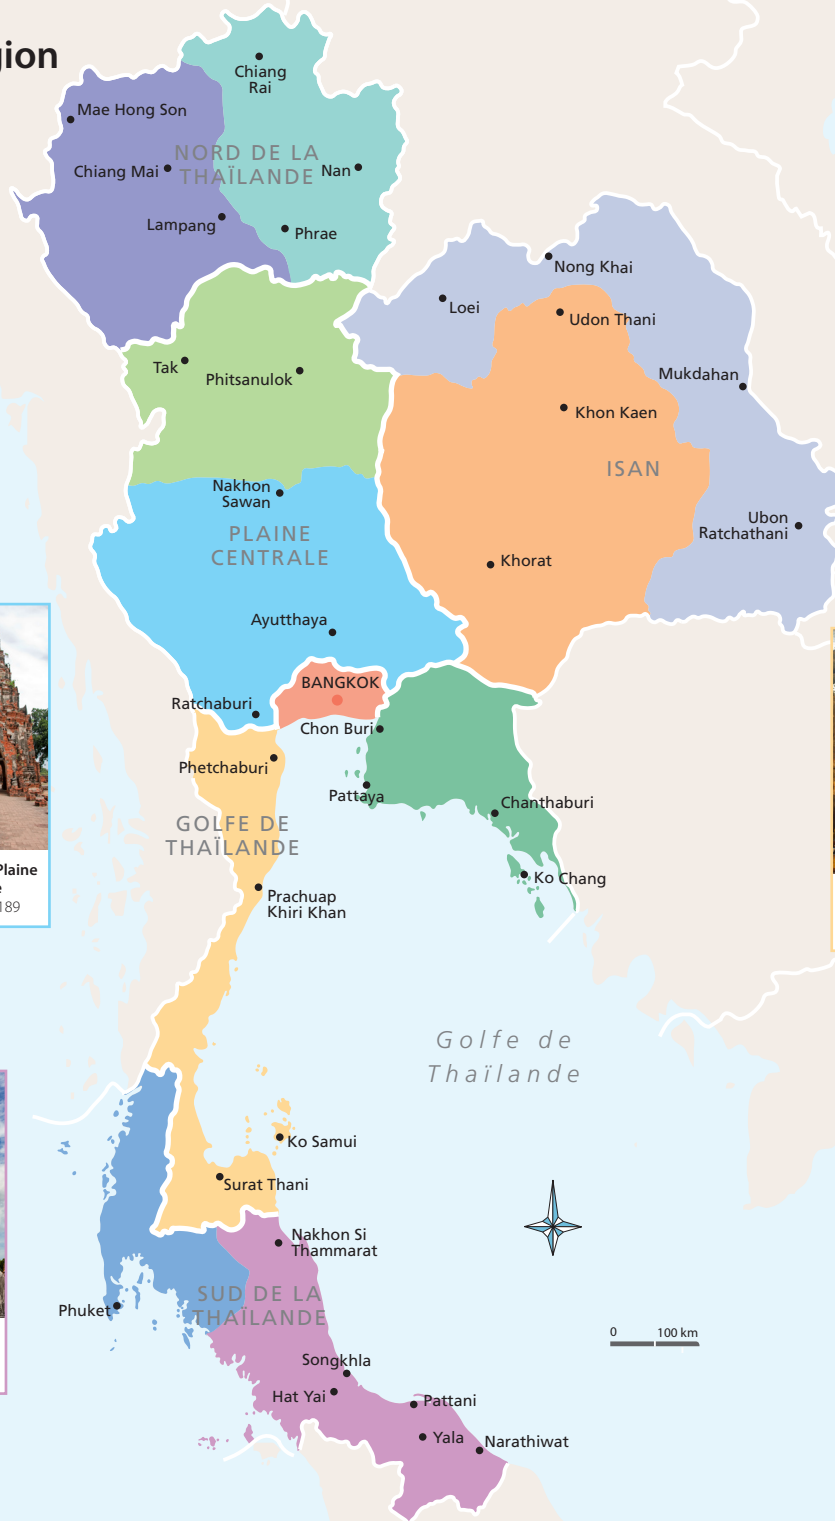 gion
Chiang
Rai
Mae Hong Son
NORD DE LA
THAÏLANDE
Chiang Mai
Nan
Lampang
Phrae
Nong Khai
Loei
Udon Thani
Tak
Phitsanulok
Mukdahan
Khon Kaen
ISAN
Nakhon
Sawan
PLAINE
CENTRALE
Ubon
Ratchathani
Khorat
Ayutthaya
BANGKOK
Ratchaburi
Chon Buri
Phetchaburi
Pattaya
Chanthaburi
GOLFE DE
THAÏLANDE
Plaine
e
189
Ko Chang
Prachuap
Khiri Khan
Golfe de
Thaïlande
Ko Samui
Surat Thani
Nakhon Si
Thammarat
SUD DE LA
THAÏLANDE
Phuket
0 100 km
Songkhla
Hat Yai
Pattani
Yala
Narathiwat